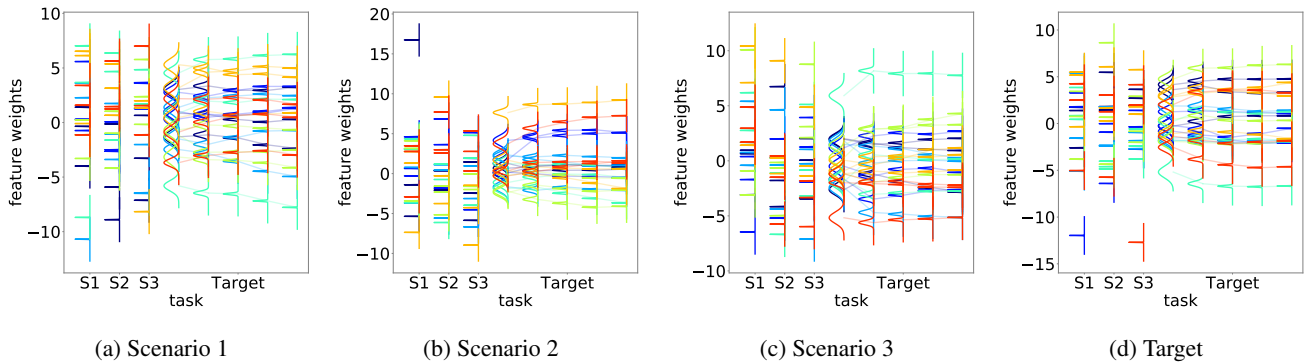 10
5
0
−5
−10
feature weights
S1 S2 S3 Target
task
(a) Scenario 1
20
15
10
5
0
−5
−10
feature weights
S1 S2 S3 Target
task
(b) Scenario 2
10
5
0
−5
−10
feature weights
S1 S2 S3 Target
task
(c) Scenario 3
10
5
0
−5
−10
−15
feature weights
S1 S2 S3 Target
task
(d) Target